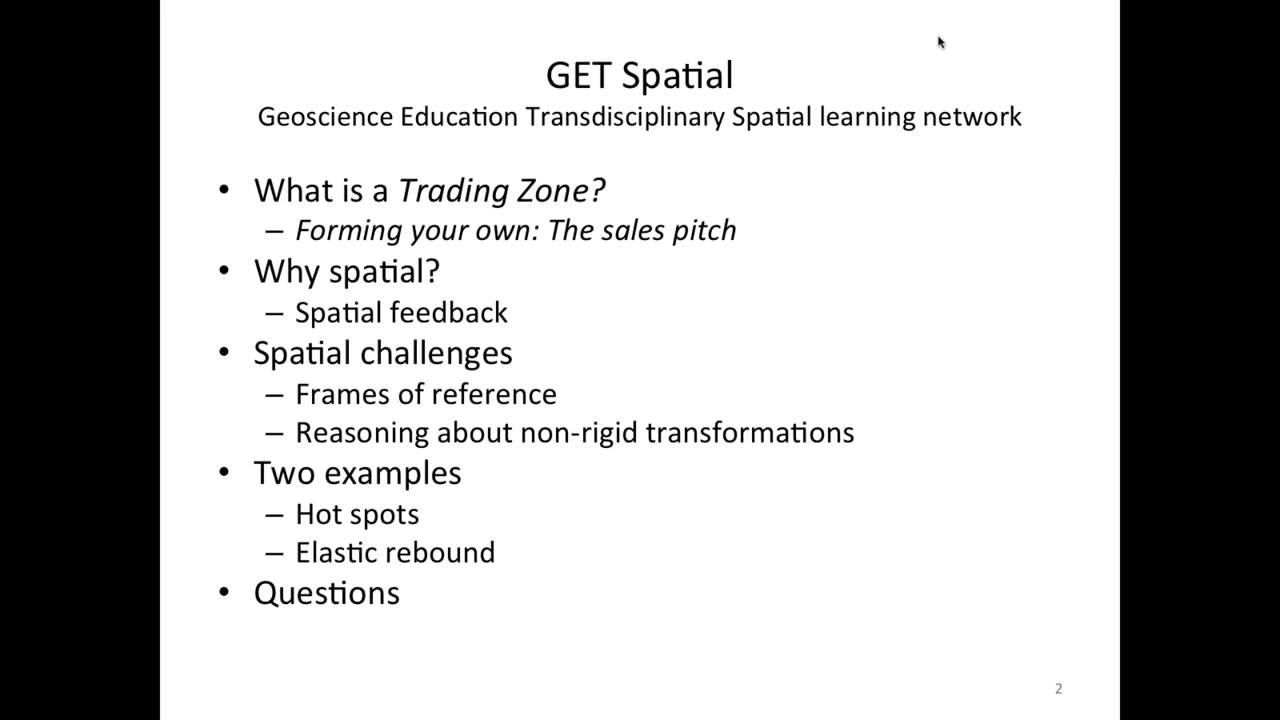 GET Spatial
Geoscience Education Transdisciplinary Spatial learning network
• What is a Trading Zone?
– Forming your own: The sales pitch
• Why spatial?
– Spatial feedback
• Spatial challenges
– Frames of reference
– Reasoning about non-rigid transformations
• Two examples
– Hot spots
– Elastic rebound
• Questions
2